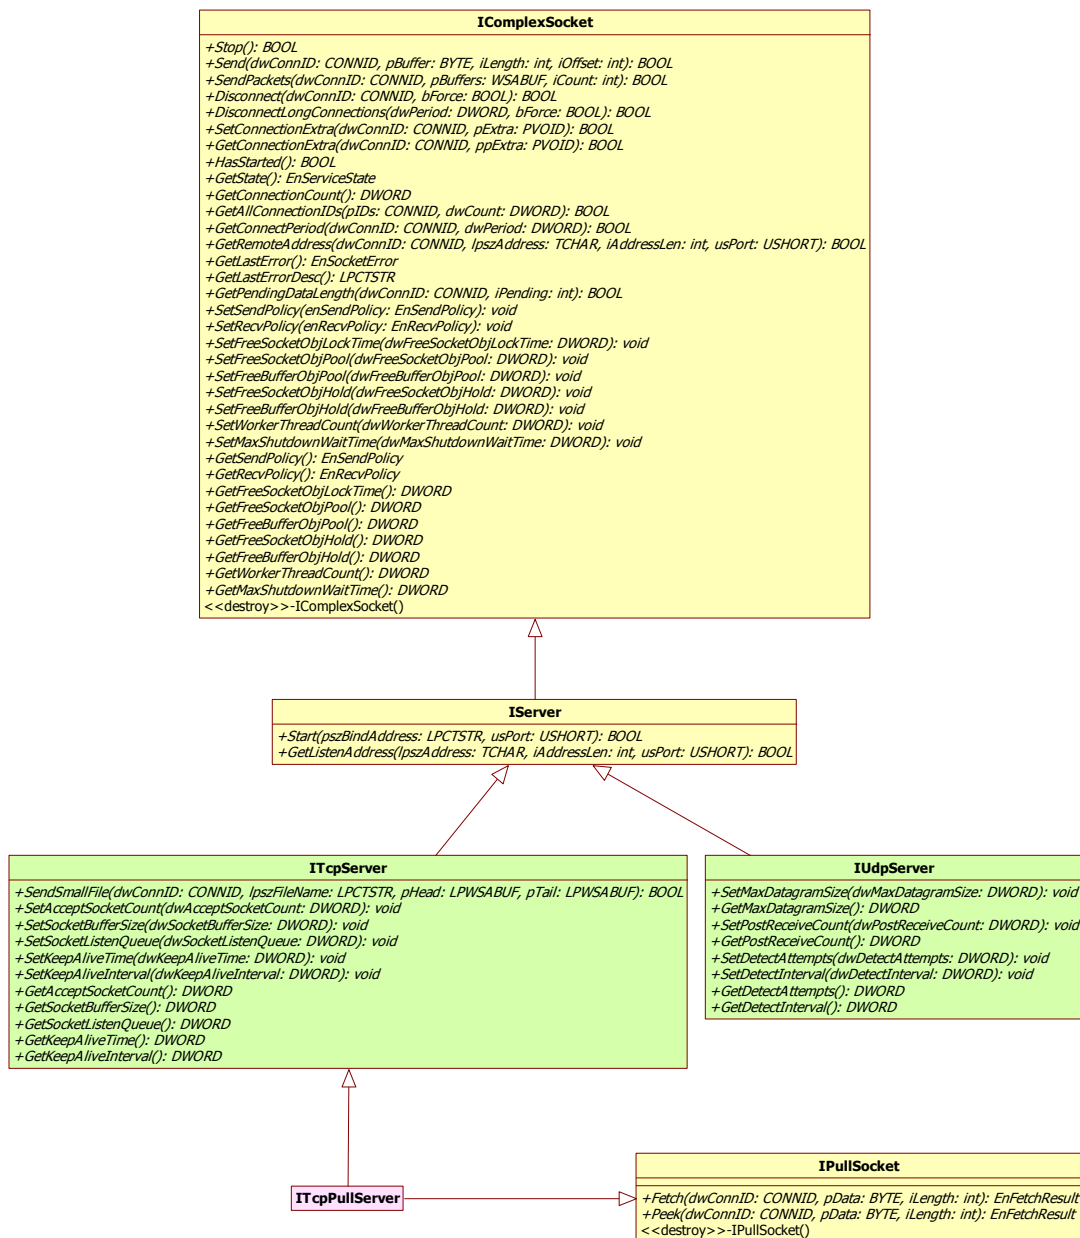 IComplexSocket
+Stop(): BOOL
+Send(dwConnID: CONNID, pBuffer: BYTE, iLength: int, iOffset: int): BOOL
+SendPackets(dwConnID: CONNID, pBuffers: WSABUF, iCount: int): BOOL
+Disconnect(dwConnID: CONNID, bForce: BOOL): BOOL
+DisconnectLongConnections(dwPeriod: DWORD, bForce: BOOL): BOOL
+SetConnectionExtra(dwConnID: CONNID, pExtra: PVOID): BOOL
+GetConnectionExtra(dwConnID: CONNID, ppExtra: PVOID): BOOL
+HasStarted(): BOOL
+GetState(): EnServiceState
+GetConnectionCount(): DWORD
+GetAllConnectionIDs(pIDs: CONNID, dwCount: DWORD): BOOL
+GetConnectPeriod(dwConnID: CONNID, dwPeriod: DWORD): BOOL
+GetRemoteAddress(dwConnID: CONNID, lpszAddress: TCHAR, iAddressLen: int, usPort: USHORT): BOOL
+GetLastError(): EnSocketError
+GetLastErrorDesc(): LPCTSTR
+GetPendingDataLength(dwConnID: CONNID, iPending: int): BOOL
+SetSendPolicy(enSendPolicy: EnSendPolicy): void
+SetRecvPolicy(enRecvPolicy: EnRecvPolicy): void
+SetFreeSocketObjLockTime(dwFreeSocketObjLockTime: DWORD): void
+SetFreeSocketObjPool(dwFreeSocketObjPool: DWORD): void
+SetFreeBufferObjPool(dwFreeBufferObjPool: DWORD): void
+SetFreeSocketObjHold(dwFreeSocketObjHold: DWORD): void
+SetFreeBufferObjHold(dwFreeBufferObjHold: DWORD): void
+SetWorkerThreadCount(dwWorkerThreadCount: DWORD): void
+SetMaxShutdownWaitTime(dwMaxShutdownWaitTime: DWORD): void
+GetSendPolicy(): EnSendPolicy
+GetRecvPolicy(): EnRecvPolicy
+GetFreeSocketObjLockTime(): DWORD
+GetFreeSocketObjPool(): DWORD
+GetFreeBufferObjPool(): DWORD
+GetFreeSocketObjHold(): DWORD
+GetFreeBufferObjHold(): DWORD
+GetWorkerThreadCount(): DWORD
+GetMaxShutdownWaitTime(): DWORD
<<destroy>>-IComplexSocket()
IServer
+Start(pszBindAddress: LPCTSTR, usPort: USHORT): BOOL
+GetListenAddress(lpszAddress: TCHAR, iAddressLen: int, usPort: USHORT): BOOL
ITcpServer
+SendSmallFile(dwConnID: CONNID, lpszFileName: LPCTSTR, pHead: LPWSABUF, pTail: LPWSABUF): BOOL
+SetAcceptSocketCount(dwAcceptSocketCount: DWORD): void
+SetSocketBufferSize(dwSocketBufferSize: DWORD): void
+SetSocketListenQueue(dwSocketListenQueue: DWORD): void
+SetKeepAliveTime(dwKeepAliveTime: DWORD): void
+SetKeepAliveInterval(dwKeepAliveInterval: DWORD): void
+GetAcceptSocketCount(): DWORD
+GetSocketBufferSize(): DWORD
+GetSocketListenQueue(): DWORD
+GetKeepAliveTime(): DWORD
+GetKeepAliveInterval(): DWORD
IUdpServer
+SetMaxDatagramSize(dwMaxDatagramSize: DWORD): void
+GetMaxDatagramSize(): DWORD
+SetPostReceiveCount(dwPostReceiveCount: DWORD): void
+GetPostReceiveCount(): DWORD
+SetDetectAttempts(dwDetectAttempts: DWORD): void
+SetDetectInterval(dwDetectInterval: DWORD): void
+GetDetectAttempts(): DWORD
+GetDetectInterval(): DWORD
ITcpPullServer
IPullSocket
+Fetch(dwConnID: CONNID, pData: BYTE, iLength: int): EnFetchResult
+Peek(dwConnID: CONNID, pData: BYTE, iLength: int): EnFetchResult
<<destroy>>-IPullSocket()